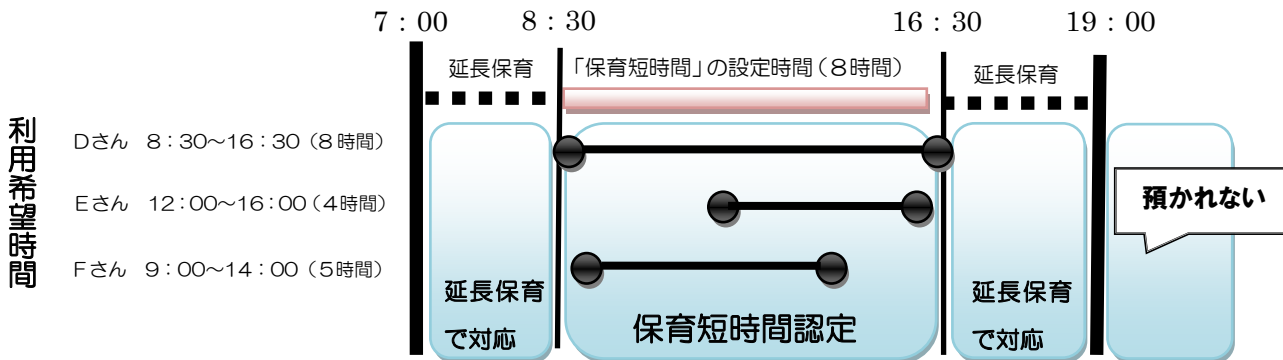 7：00 8：30 16：30 19：00
延長保育 「保育短時間」の設定時間（８時間） 延長保育
利用希望時間
Dさん 8：30～16：30（8時間）
Eさん 12：00～16：00（4時間）
Fさん 9：00～14：00（5時間）
預かれない
延長保育
で対応
保育短時間認定
延長保育
で対応